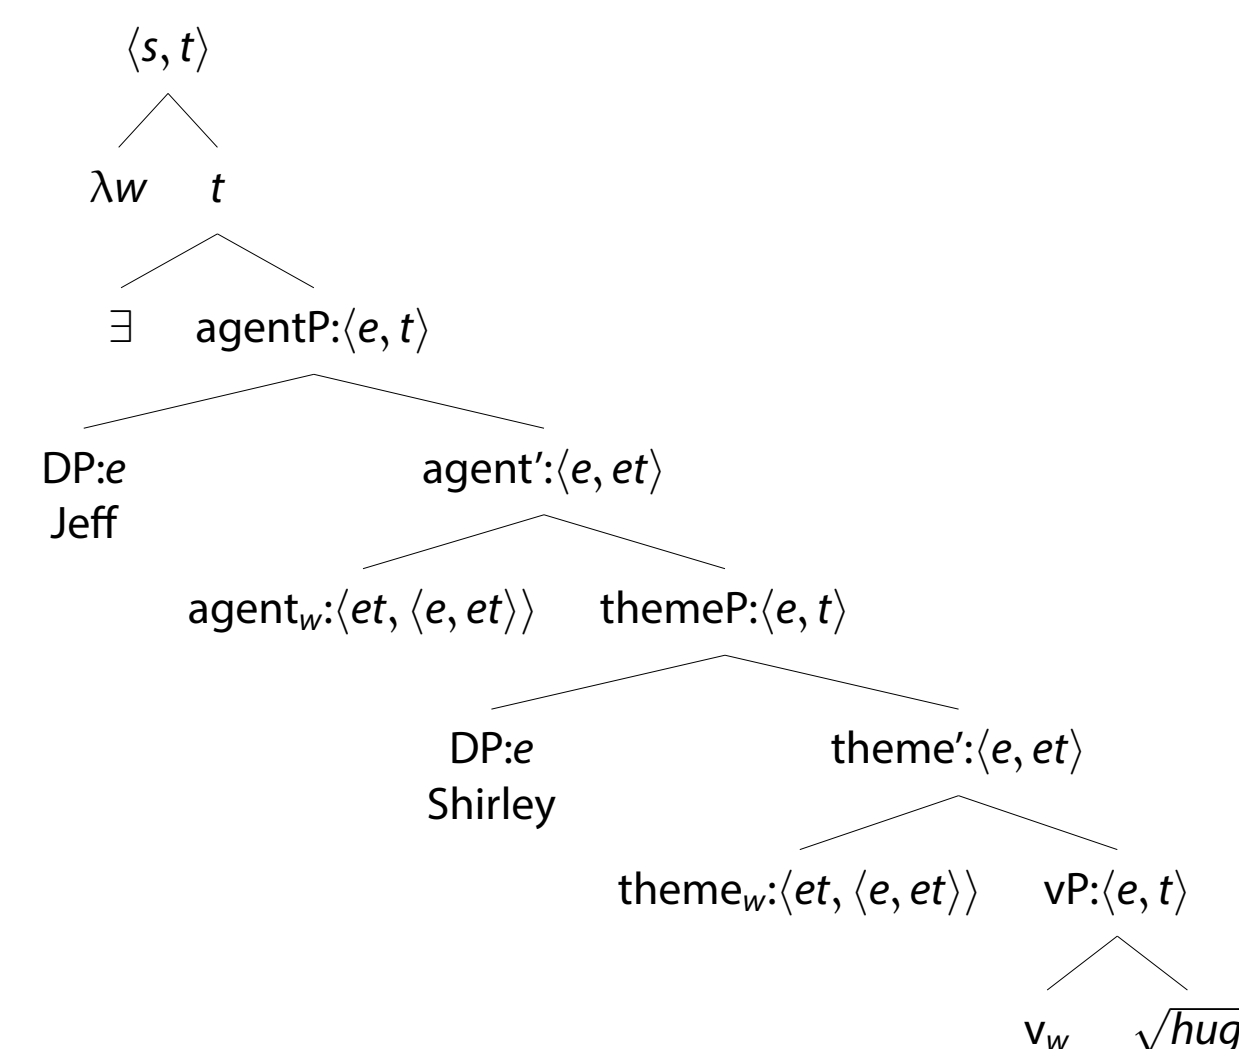 ⟨s, t⟩
λw t
∃ agentP:⟨e, t⟩
DP:e agent′:⟨e, et⟩
Jeff
agent_w:⟨et, ⟨e, et⟩⟩ themeP:⟨e, t⟩
DP:e theme′:⟨e, et⟩
Shirley
theme_w:⟨et, ⟨e, et⟩⟩ vP:⟨e, t⟩
v_w √hug